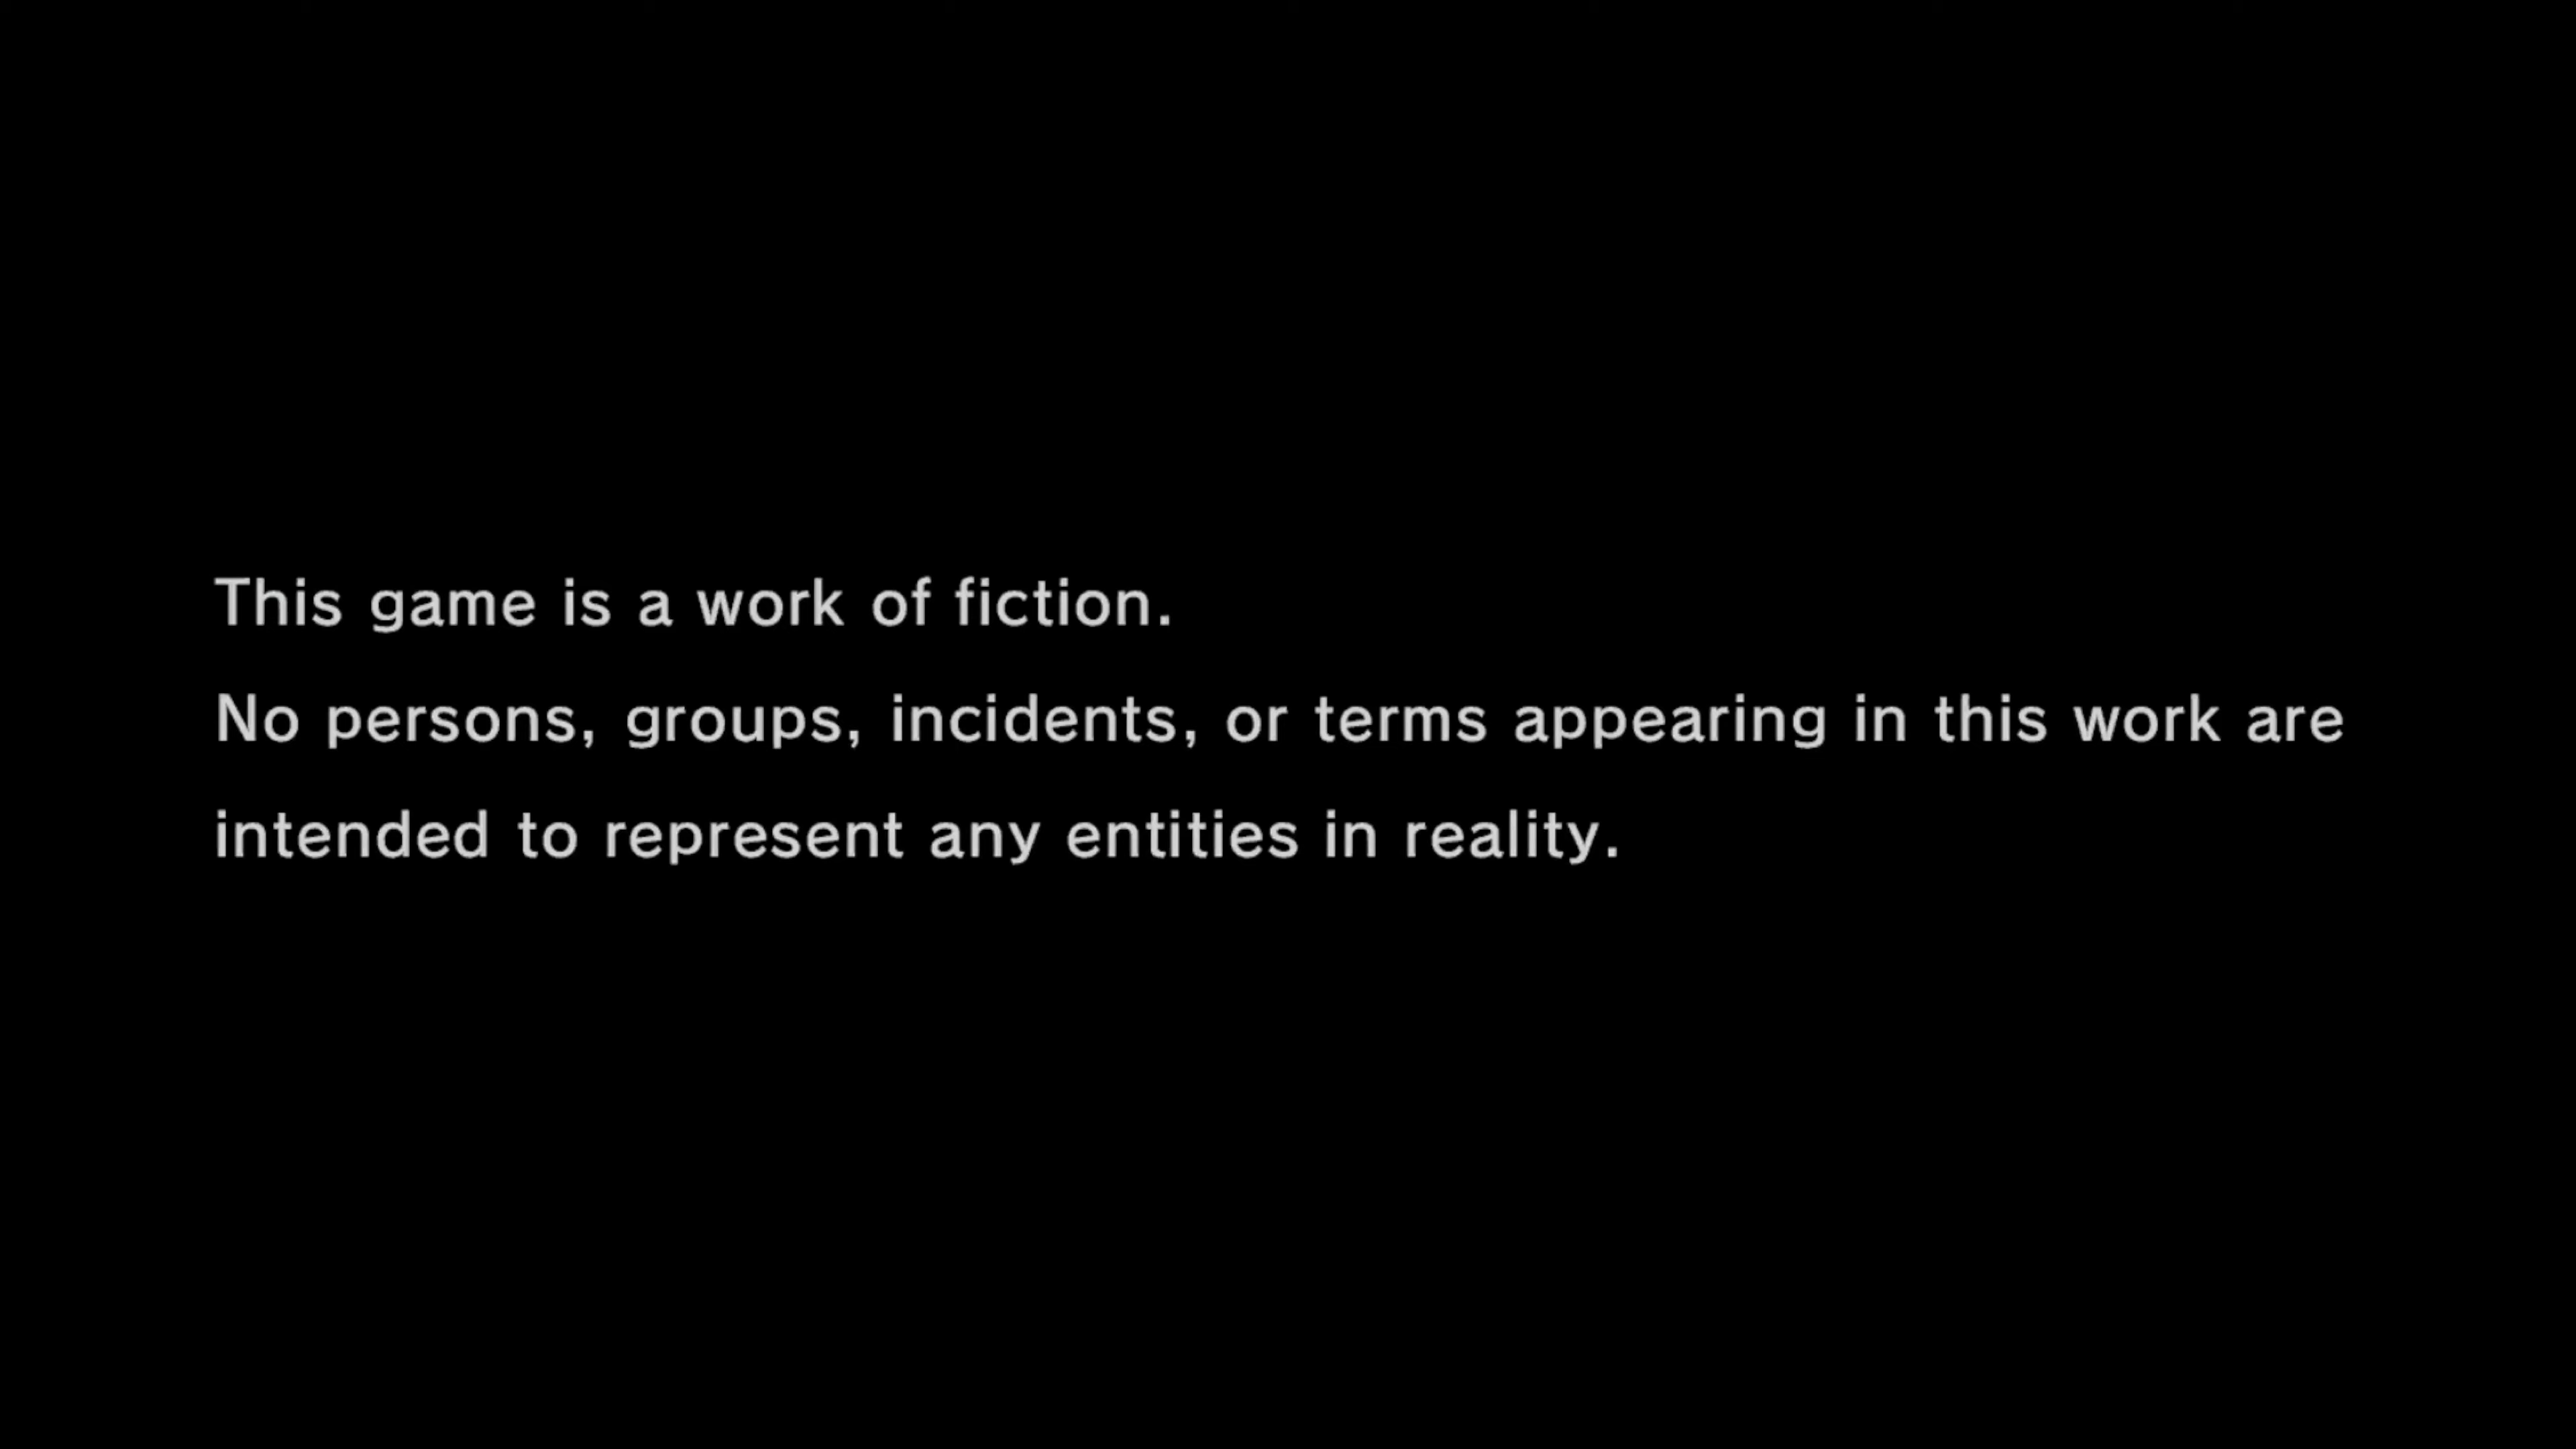 This game is a work of fiction.
No persons, groups, incidents, or terms appearing in this work are
intended to represent any entities in reality.